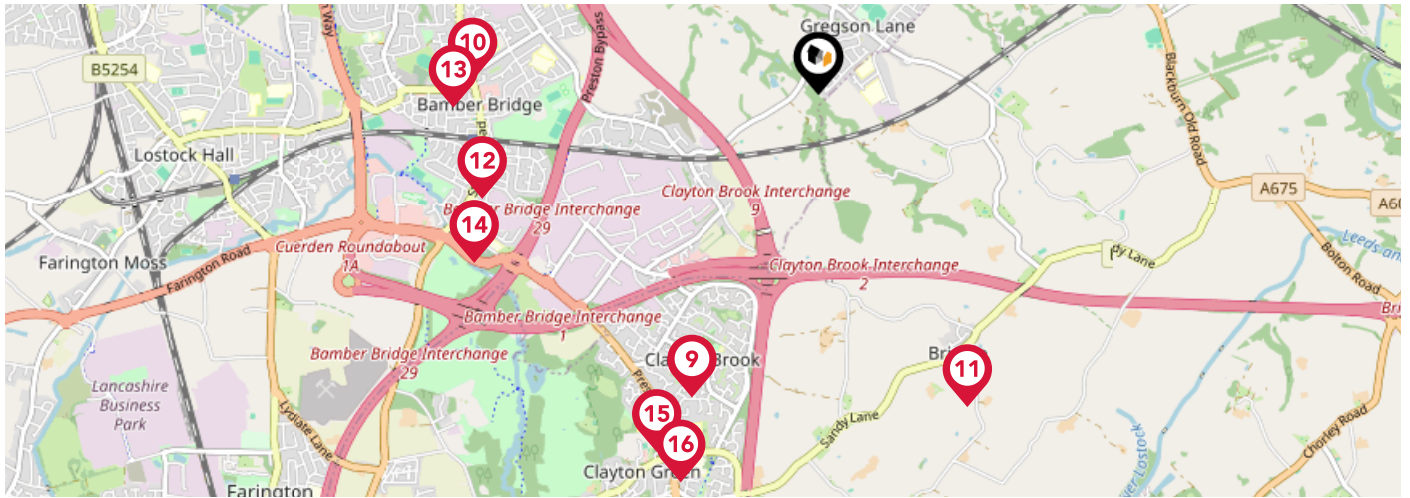 Gregson Lane
B5254
Way
10
13
Bamber Bridge
Preston Bypass
Blackburn Old Road
Lostock Hall
12
Clayton Brook Interchange
9
A675
Bamber Bridge Interchange
29
14
Cuerden Roundabout
1A
Farington Moss
Farington Road
Clayton Brook Interchange
2
Bolton Road
Bamber Bridge Interchange
1
Bamber Bridge Interchange
29
9
11
Lancashire
Business
Park
Lydiate Lane
15
16
Sandy Lane
Chorley Road
Clayton Green
Farington